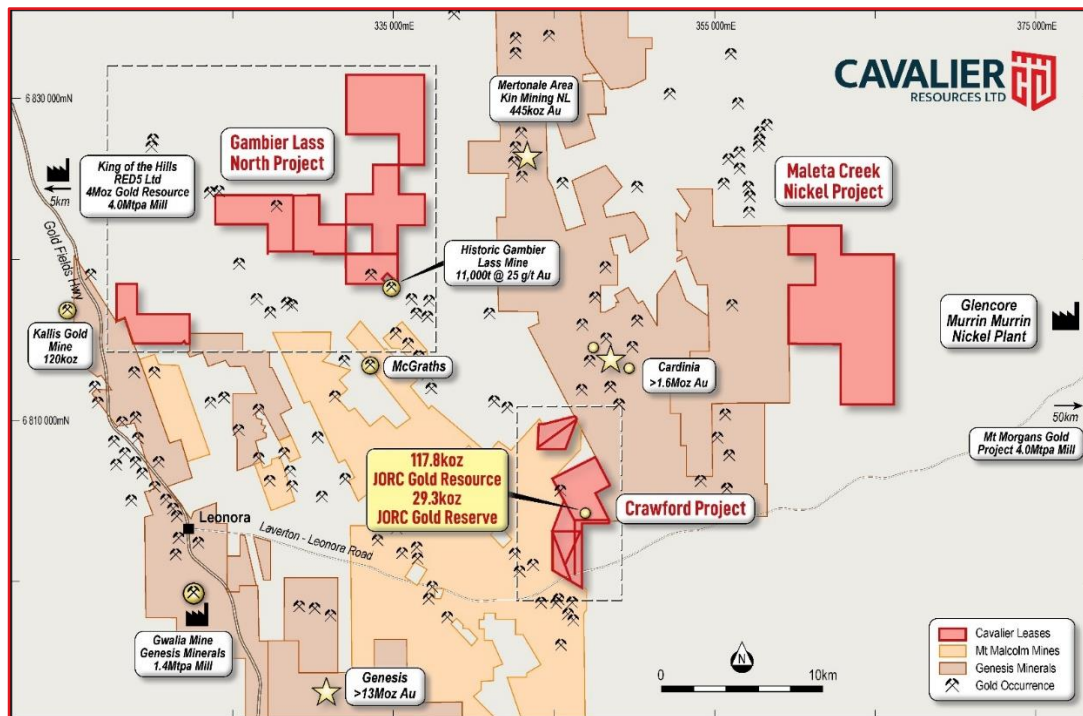 335 000mE
355 000mE
375 000mE
CAVALIER
RESOURCES LTD
6 830 000mN
Mertonale Area
Kin Mining NL
445koz Au
Gambier Lass
North Project
King of the Hills
RED5 Ltd
4Moz Gold Resource
4.0Mtpa Mill
5km
Maleta Creek
Nickel Project
Gold Fields Hwy
Historic Gambier
Lass Mine
11,000t @ 25 g/t Au
Kallis Gold
Mine
120koz
Glencore
Murrin Murrin
Nickel Plant
McGraths
Cardinia
>1.6Moz Au
6 810 000mN
50km
Mt Morgans Gold
Project 4.0Mtpa Mill
117.8koz
JORC Gold Resource
29.3koz
JORC Gold Reserve
Crawford Project
Leonora
Laverton - Leonora Road
Gwalia Mine
Genesis Minerals
1.4Mtpa Mill
Genesis
>13Moz Au
N
0
10km
Cavalier Leases
Mt Malcolm Mines
Genesis Minerals
Gold Occurrence